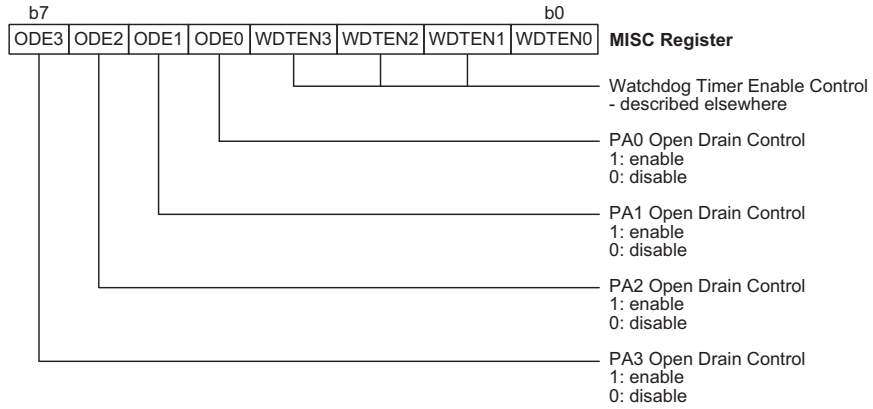 b7 b0
ODE3 ODE2 ODE1 ODE0 WDTEN3 WDTEN2 WDTEN1 WDTEN0 MISC Register
Watchdog Timer Enable Control
- described elsewhere
PA0 Open Drain Control
1: enable
0: disable
PA1 Open Drain Control
1: enable
0: disable
PA2 Open Drain Control
1: enable
0: disable
PA3 Open Drain Control
1: enable
0: disable